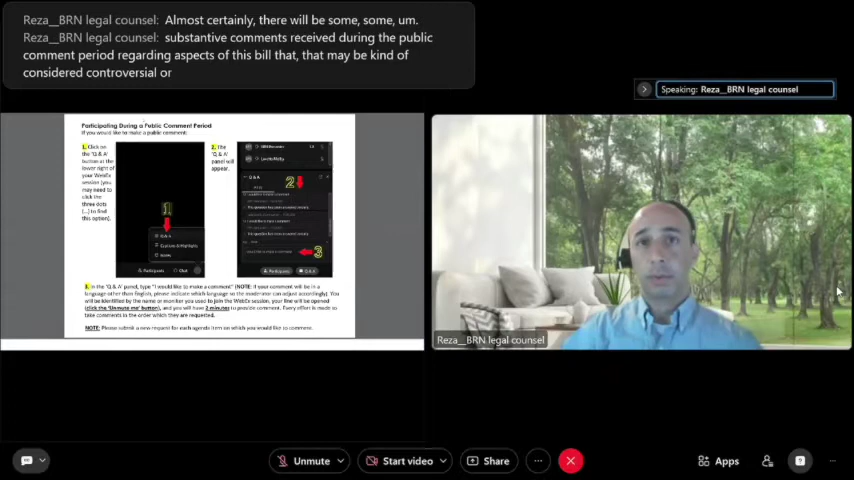 Reza__BRN legal counsel: Almost certainly, there will be some, some, um.
Reza__BRN legal counsel: substantive comments received during the public
comment period regarding aspects of this bill that, that may be kind of
considered controversial or
Speaking: Reza__BRN legal counsel
Participating During a Public Comment Period
If you would like to make a public comment:
1. Click on
the 'Q & A'
button at the
lower right of
your WebEx
session (you
may need to
click the
three dots
(...) to find
this option).
1
Q & A
Participants
Chat
2. The
'Q & A'
panel will
appear.
Q & A
2
3
Participants
Q & A
3. In the 'Q & A' panel, type "I would like to make a comment" (NOTE: If your comment will be in a
language other than English, please indicate which language so the moderator can adjust accordingly). You
will be identified by the name or moniker you used to join the WebEx session, your line will be opened
(click the 'Unmute me' button), and you will have 2 minutes to provide comment. Every effort is made to
take comments in the order which they are requested.
NOTE: Please submit a new request for each agenda item on which you would like to comment.
Reza__BRN legal counsel
Unmute
Start video
Share
Apps